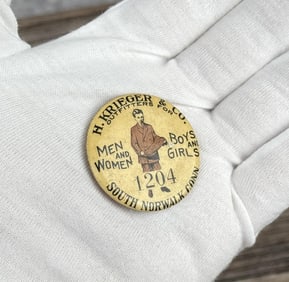 H. KRIEGER & CO.
OUTFITTERS FOR
MEN
AND
WOMEN
BOYS
AND
GIRLS
1204
SOUTH NORWALK, CONN.